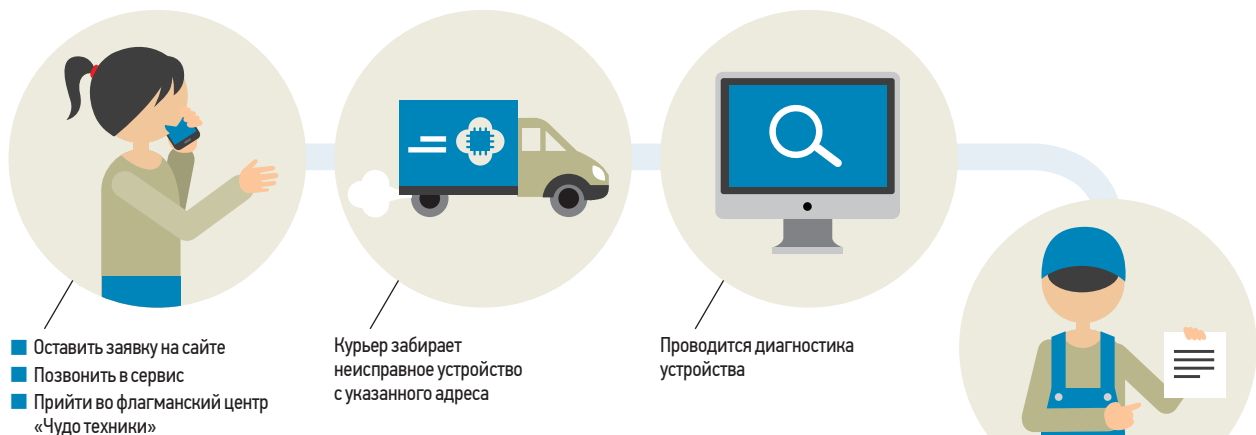 Оставить заявку на сайте
Позвонить в сервис
Прийти во флагманский центр
«Чудо техники»
Курьер забирает
неисправное устройство
с указанного адреса
Проводится диагностика
устройства